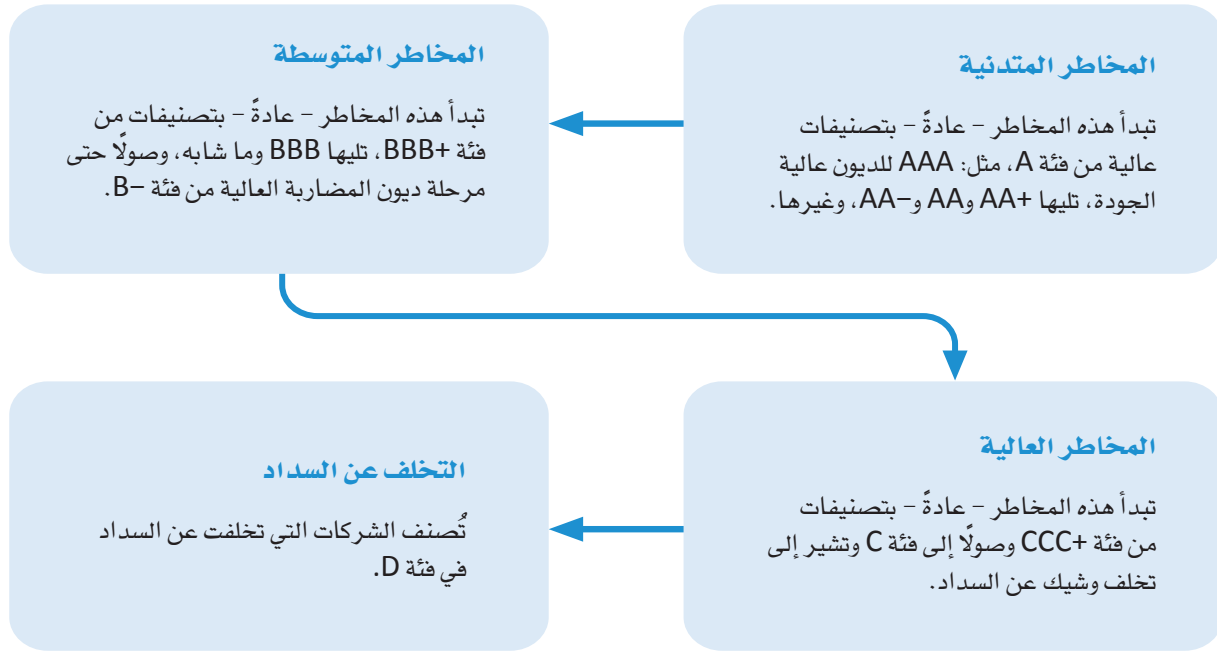 المخاطر المتدنية
تبدأ هذه المخاطر – عادةً – بتصنيفات
عالية من فئة A، مثل: AAA للديون عالية
الجودة، تليها +AA وAA و–AA، وغيرها.
المخاطر المتوسطة
تبدأ هذه المخاطر – عادةً – بتصنيفات من
فئة +BBB، تليها BBB وما شابه، وصولًا حتى
مرحلة ديون المضاربة العالية من فئة –B.
المخاطر العالية
تبدأ هذه المخاطر – عادةً – بتصنيفات
من فئة +CCC وصولًا إلى فئة C وتشير إلى
تخلف وشيك عن السداد.
التخلف عن السداد
تُصنف الشركات التي تخلفت عن السداد
في فئة D.